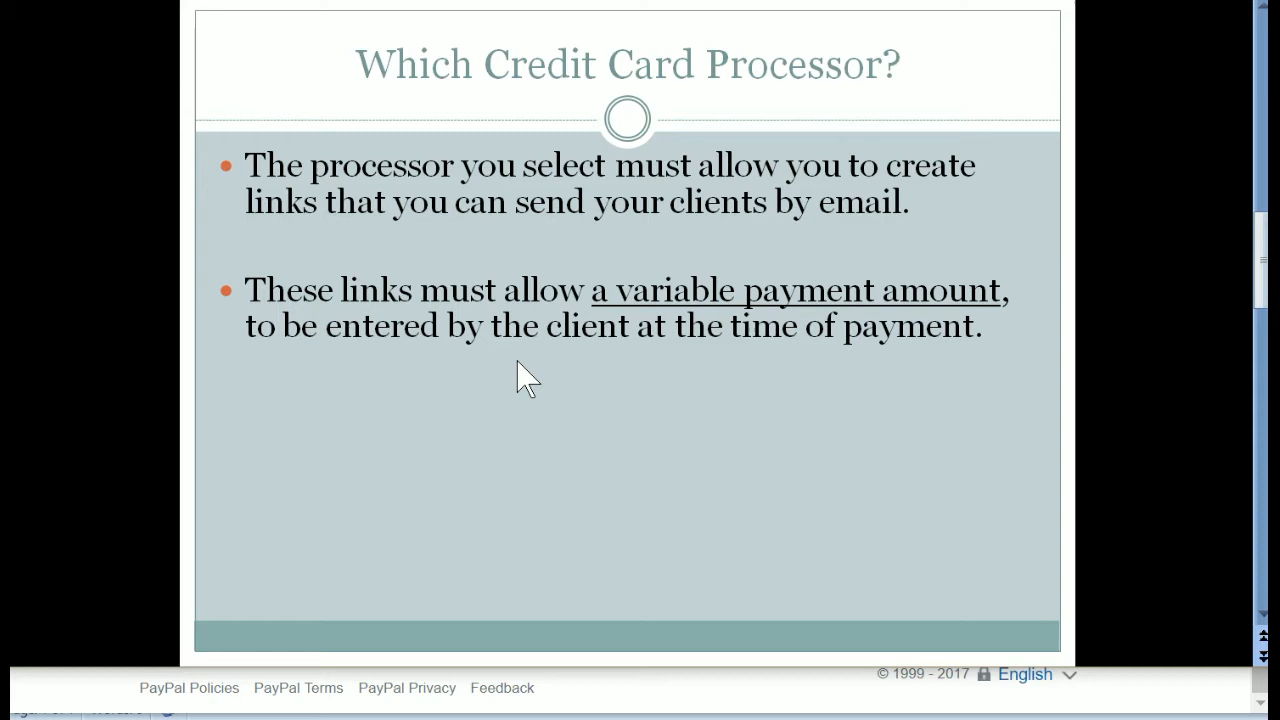 Which Credit Card Processor?
The processor you select must allow you to create
links that you can send your clients by email.
These links must allow a variable payment amount,
to be entered by the client at the time of payment.
© 1999 - 2017 English
PayPal Policies PayPal Terms PayPal Privacy Feedback